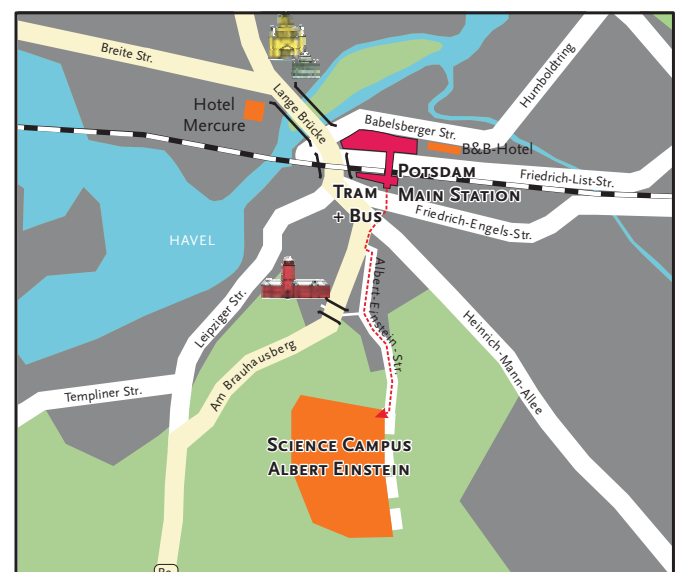 Breite Str.
Lange Brücke
Humboldtring
Hotel
Mercure
Babelsberger Str.
B&B-Hotel
Potsdam
Main Station
Friedrich-List-Str.
Tram
+ Bus
Friedrich-Engels-Str.
HAVEL
Albert-Einstein-Str.
Leipziger Str.
Heinrich-Mann-Allee
Am Brauhausberg
Templiner Str.
Science Campus
Albert Einstein